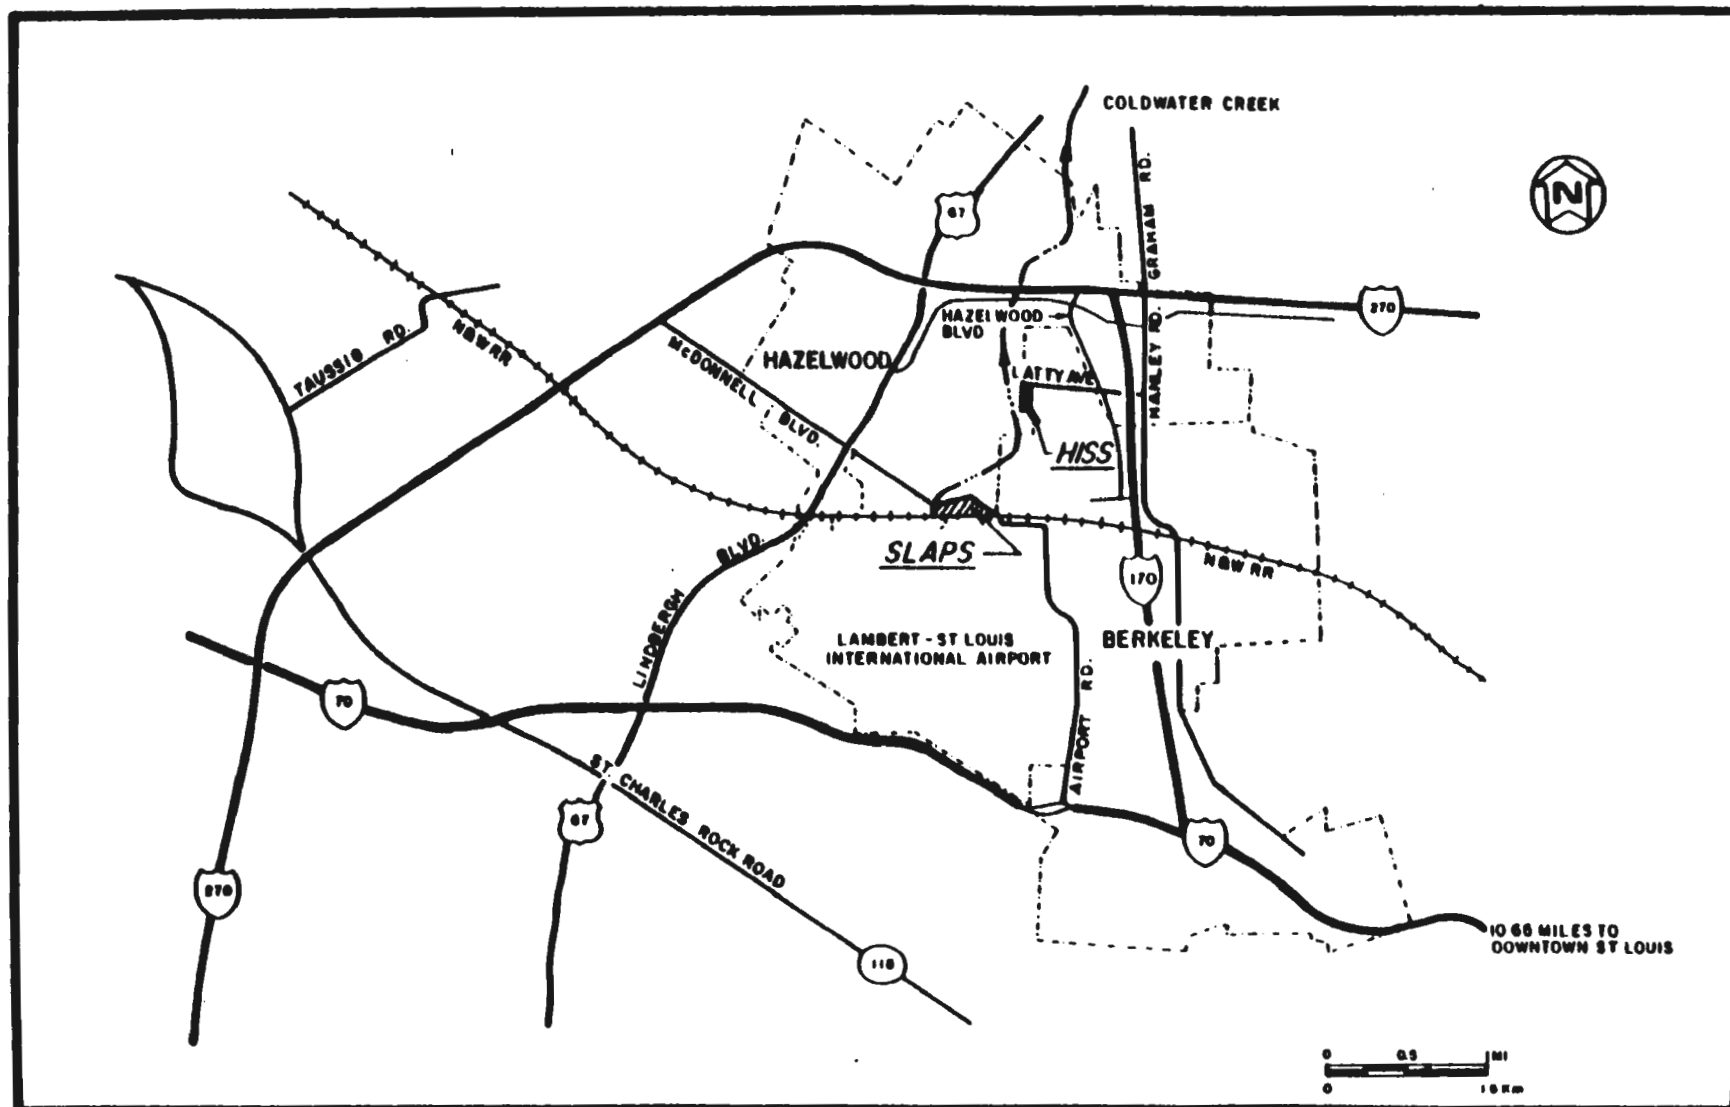 COLDWATER CREEK
N
67
GRAHAM RD.
270
HAZELWOOD
BLVD
TAUSSIG RD.
N&WRR
McDONNELL BLVD.
HAZELWOOD
LATTY AVE
HANLEY RD.
HISS
SLAPS
BLVD.
LINDBERGH
N&W RR
170
LAMBERT-ST LOUIS
INTERNATIONAL AIRPORT
BERKELEY
70
AIRPORT RD.
ST. CHARLES ROCK ROAD
67
70
270
115
10 66 MILES TO
DOWNTOWN ST LOUIS
0 0.5 MI
0 1 0 Km